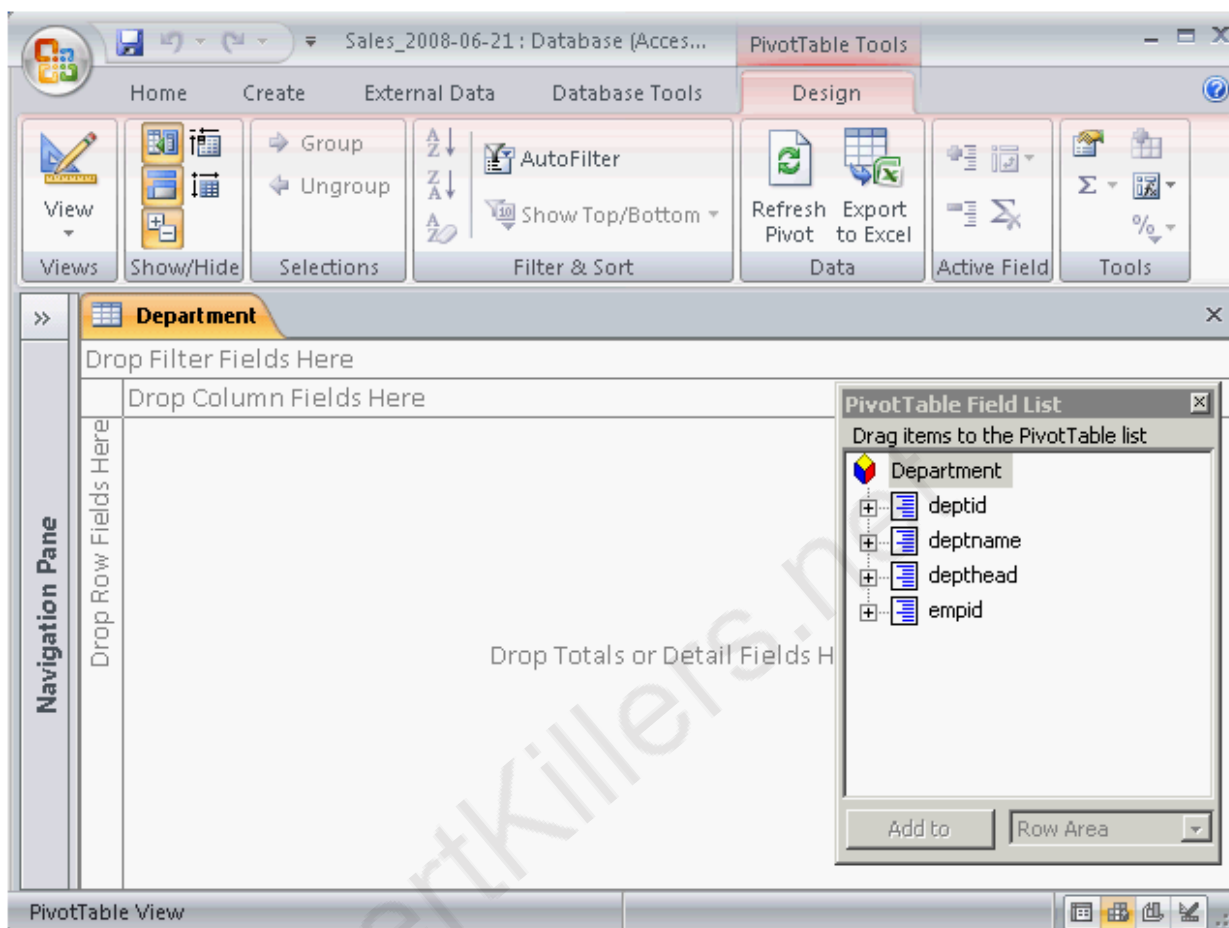 Sales_2008-06-21 : Database (Acces...
PivotTable Tools
Home
Create
External Data
Database Tools
Design
View
Group
Ungroup
AutoFilter
Show Top/Bottom
Refresh Pivot
Export to Excel
Views
Show/Hide
Selections
Filter & Sort
Data
Active Field
Tools
Department
Drop Filter Fields Here
Drop Column Fields Here
Drop Row Fields Here
Navigation Pane
Drop Totals or Detail Fields H
PivotTable Field List
Drag items to the PivotTable list
Department
deptid
deptname
depthead
empid
Add to
Row Area
PivotTable View
ertKillers.net